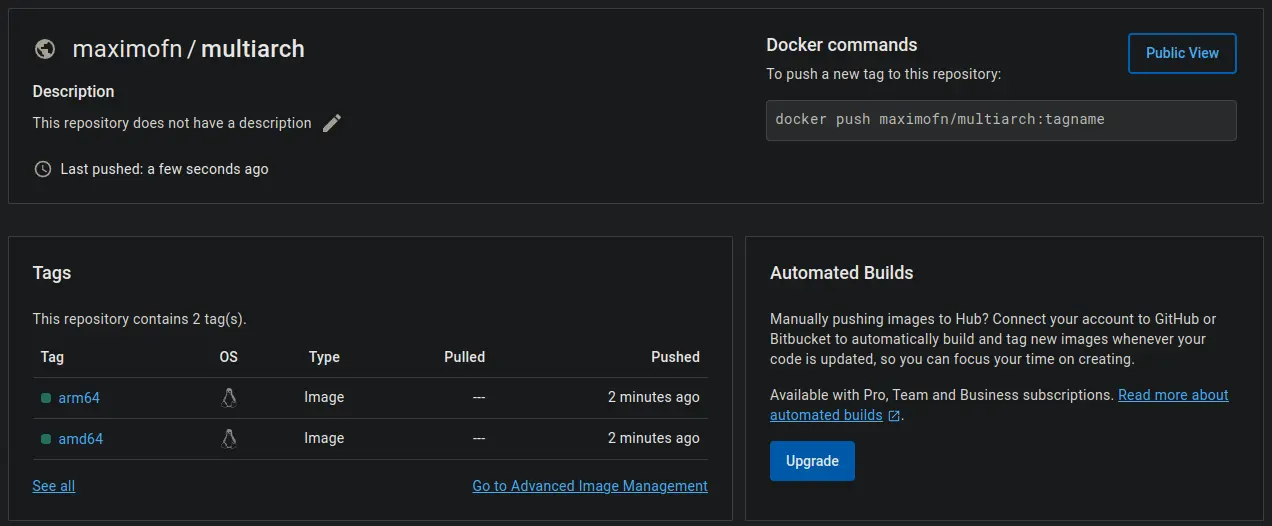 maximofn / multiarch
Description
This repository does not have a description
Last pushed: a few seconds ago
Docker commands
To push a new tag to this repository:
docker push maximofn/multiarch:tagname
Public View
Tags
This repository contains 2 tag(s).
Tag OS Type Pulled Pushed
arm64 Image --- 2 minutes ago
amd64 Image --- 2 minutes ago
See all Go to Advanced Image Management
Automated Builds
Manually pushing images to Hub? Connect your account to GitHub or
Bitbucket to automatically build and tag new images whenever your
code is updated, so you can focus your time on creating.
Available with Pro, Team and Business subscriptions. Read more about
automated builds .
Upgrade